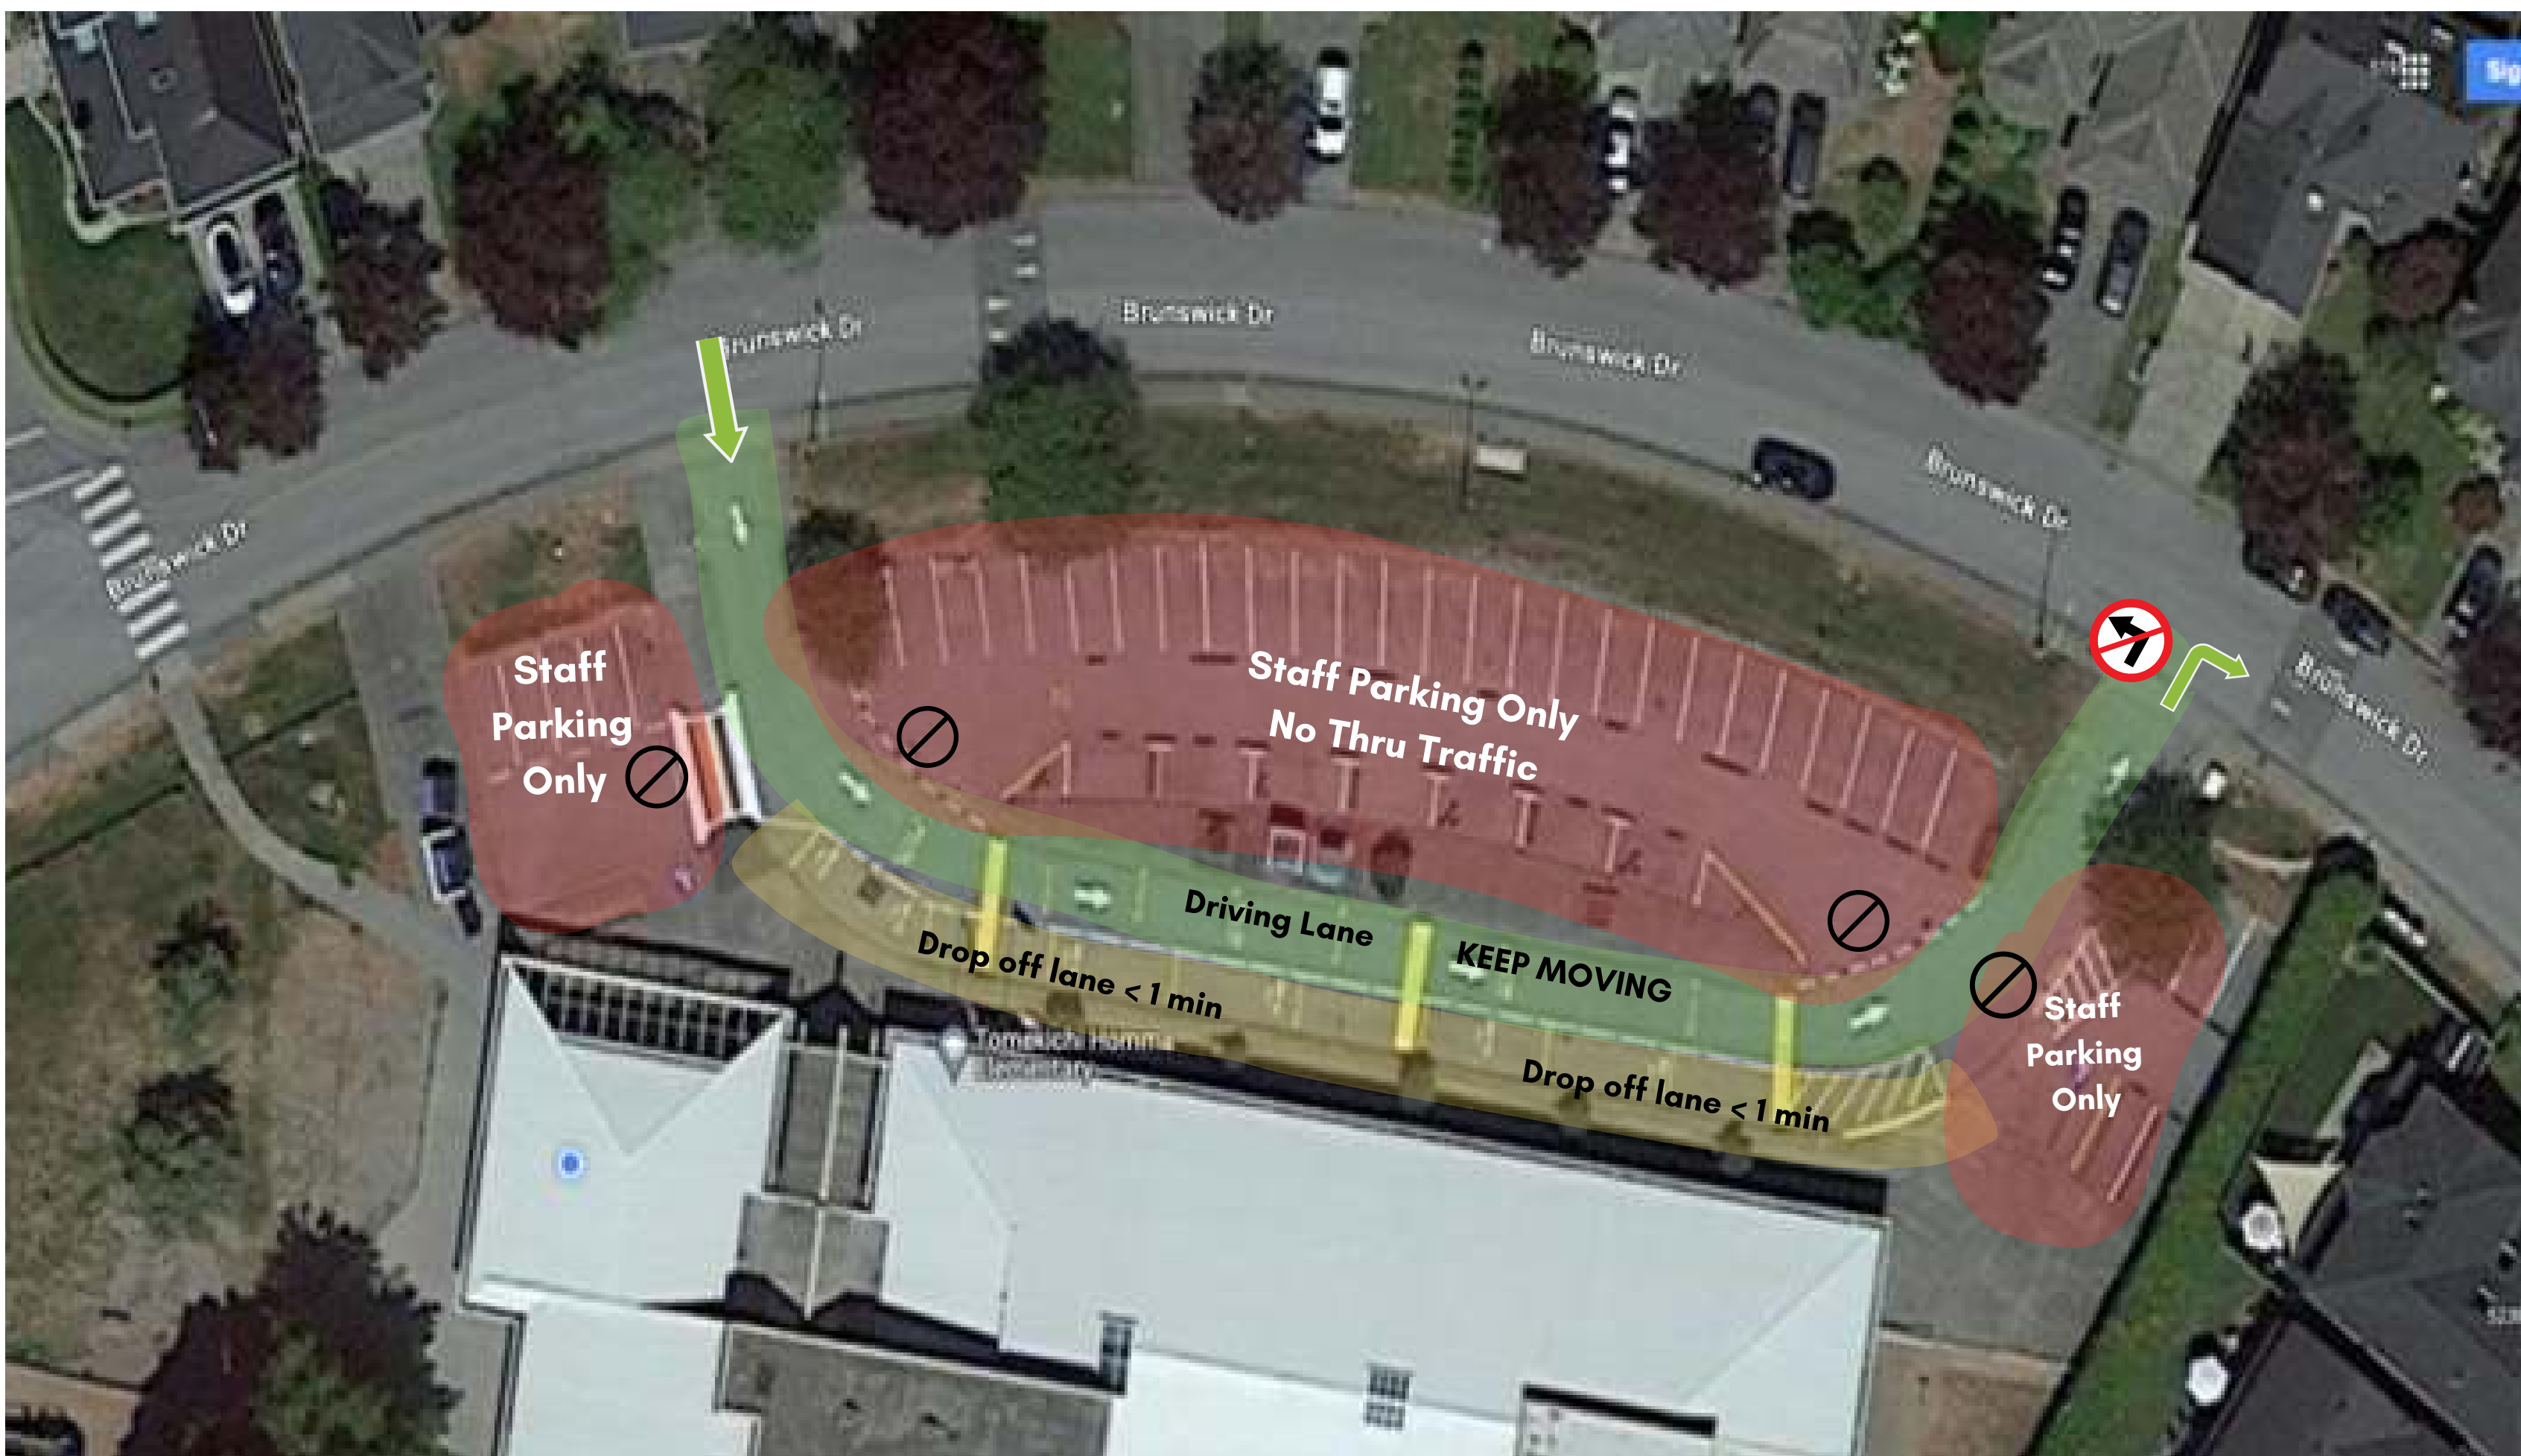 Sig
Brunswick Dr
Brunswick Dr
Brunswick Dr
Brunswick Dr
Brunswick Dr
Brunswick Dr
Staff
Parking
Only
Staff Parking Only
No Thru Traffic
Driving Lane
KEEP MOVING
Drop off lane < 1 min
Drop off lane < 1 min
Staff
Parking
Only
Elementary